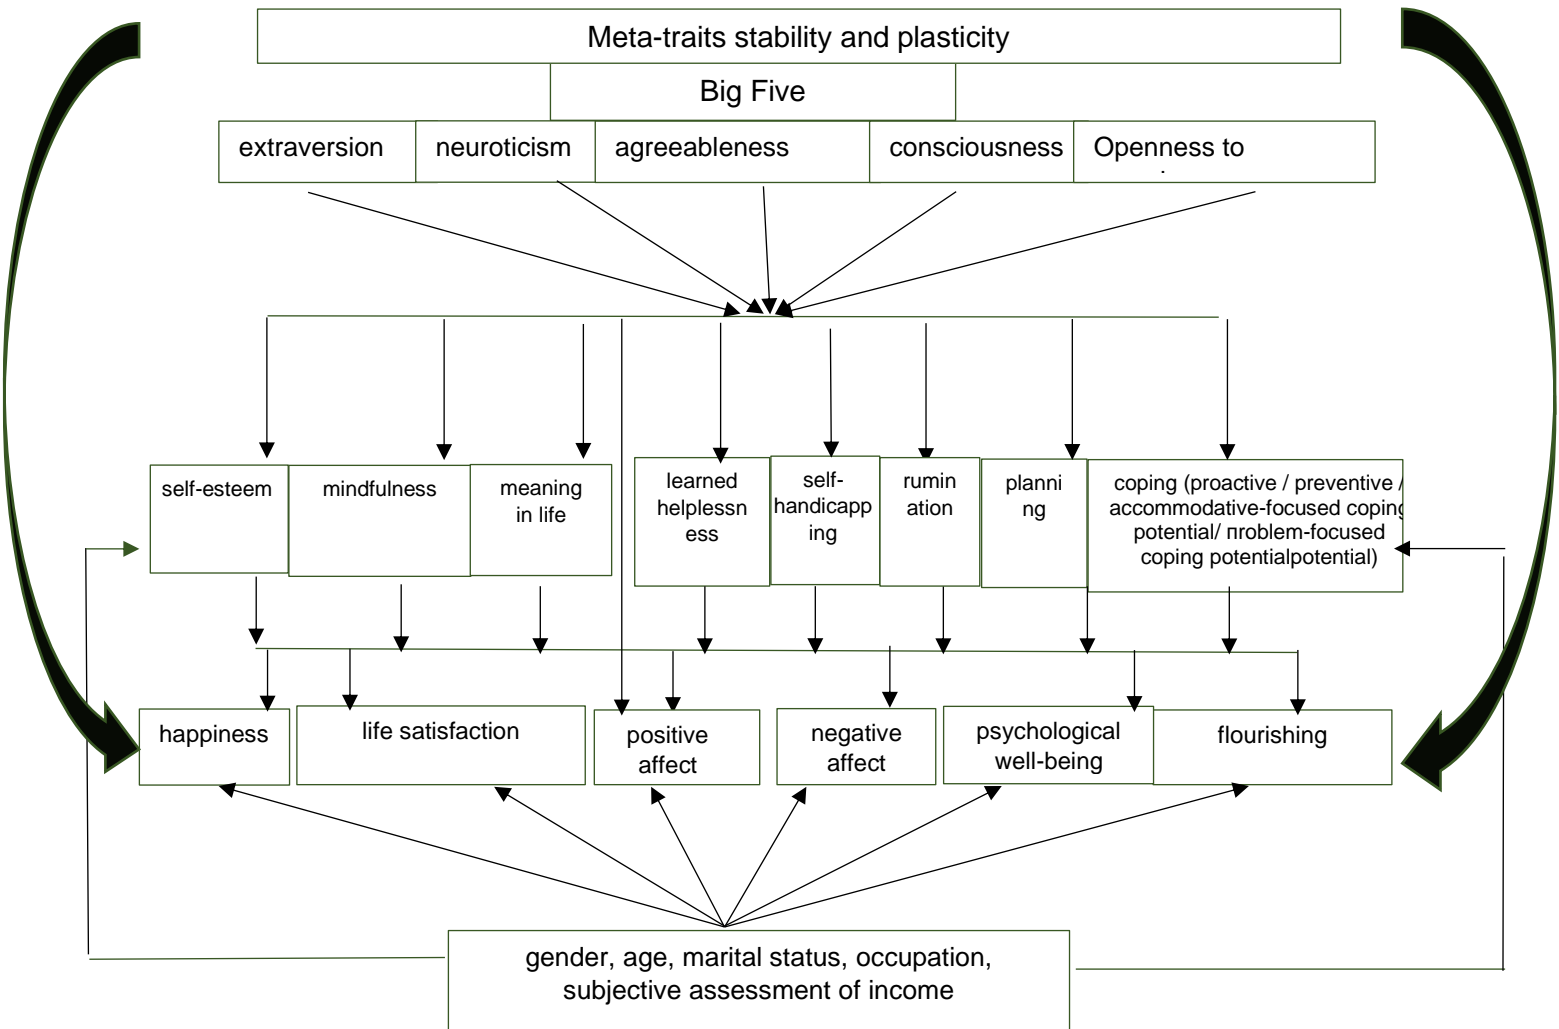 Meta-traits stability and plasticity
Big Five
extraversion
neuroticism
agreeableness
consciousness
Openness to
self-esteem
mindfulness
meaning
in life
learned
helplessn
ess
self-
handicapp
ing
rumin
ation
planni
ng
coping (proactive / preventive /
accommodative-focused coping
potential/ пroblem-focused
coping potentialpotential)
happiness
life satisfaction
positive
affect
negative
affect
psychological
well-being
flourishing
gender, age, marital status, occupation,
subjective assessment of income